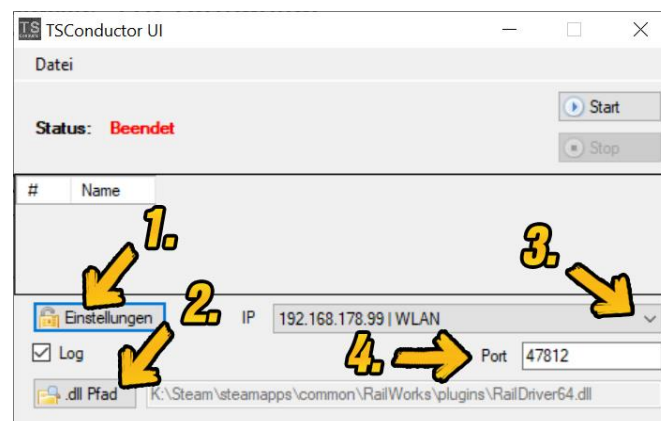 TS TSConductor UI
Datei
Status: Beendet
Start
Stop
# Name
1.
2.
3.
Einstellungen
IP 192.168.178.99 | WLAN
Log
4.
Port 47812
.dll Pfad K:\Steam\steamapps\common\RailWorks\plugins\RailDriver64.dll